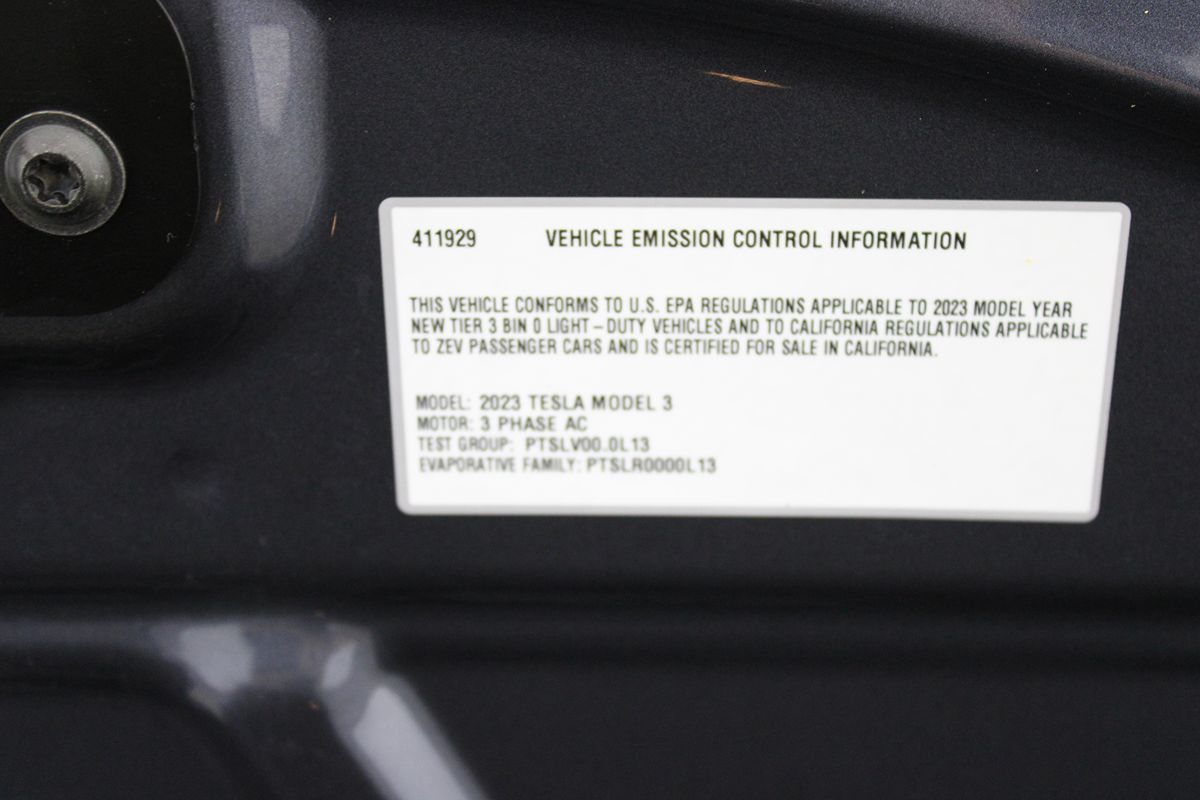 411929 VEHICLE EMISSION CONTROL INFORMATION
THIS VEHICLE CONFORMS TO U.S. EPA REGULATIONS APPLICABLE TO 2023 MODEL YEAR
NEW TIER 3 BIN 0 LIGHT – DUTY VEHICLES AND TO CALIFORNIA REGULATIONS APPLICABLE
TO ZEV PASSENGER CARS AND IS CERTIFIED FOR SALE IN CALIFORNIA.
MODEL: 2023 TESLA MODEL 3
MOTOR: 3 PHASE AC
TEST GROUP: PTSLV00.0L13
EVAPORATIVE FAMILY: PTSLR0000L13